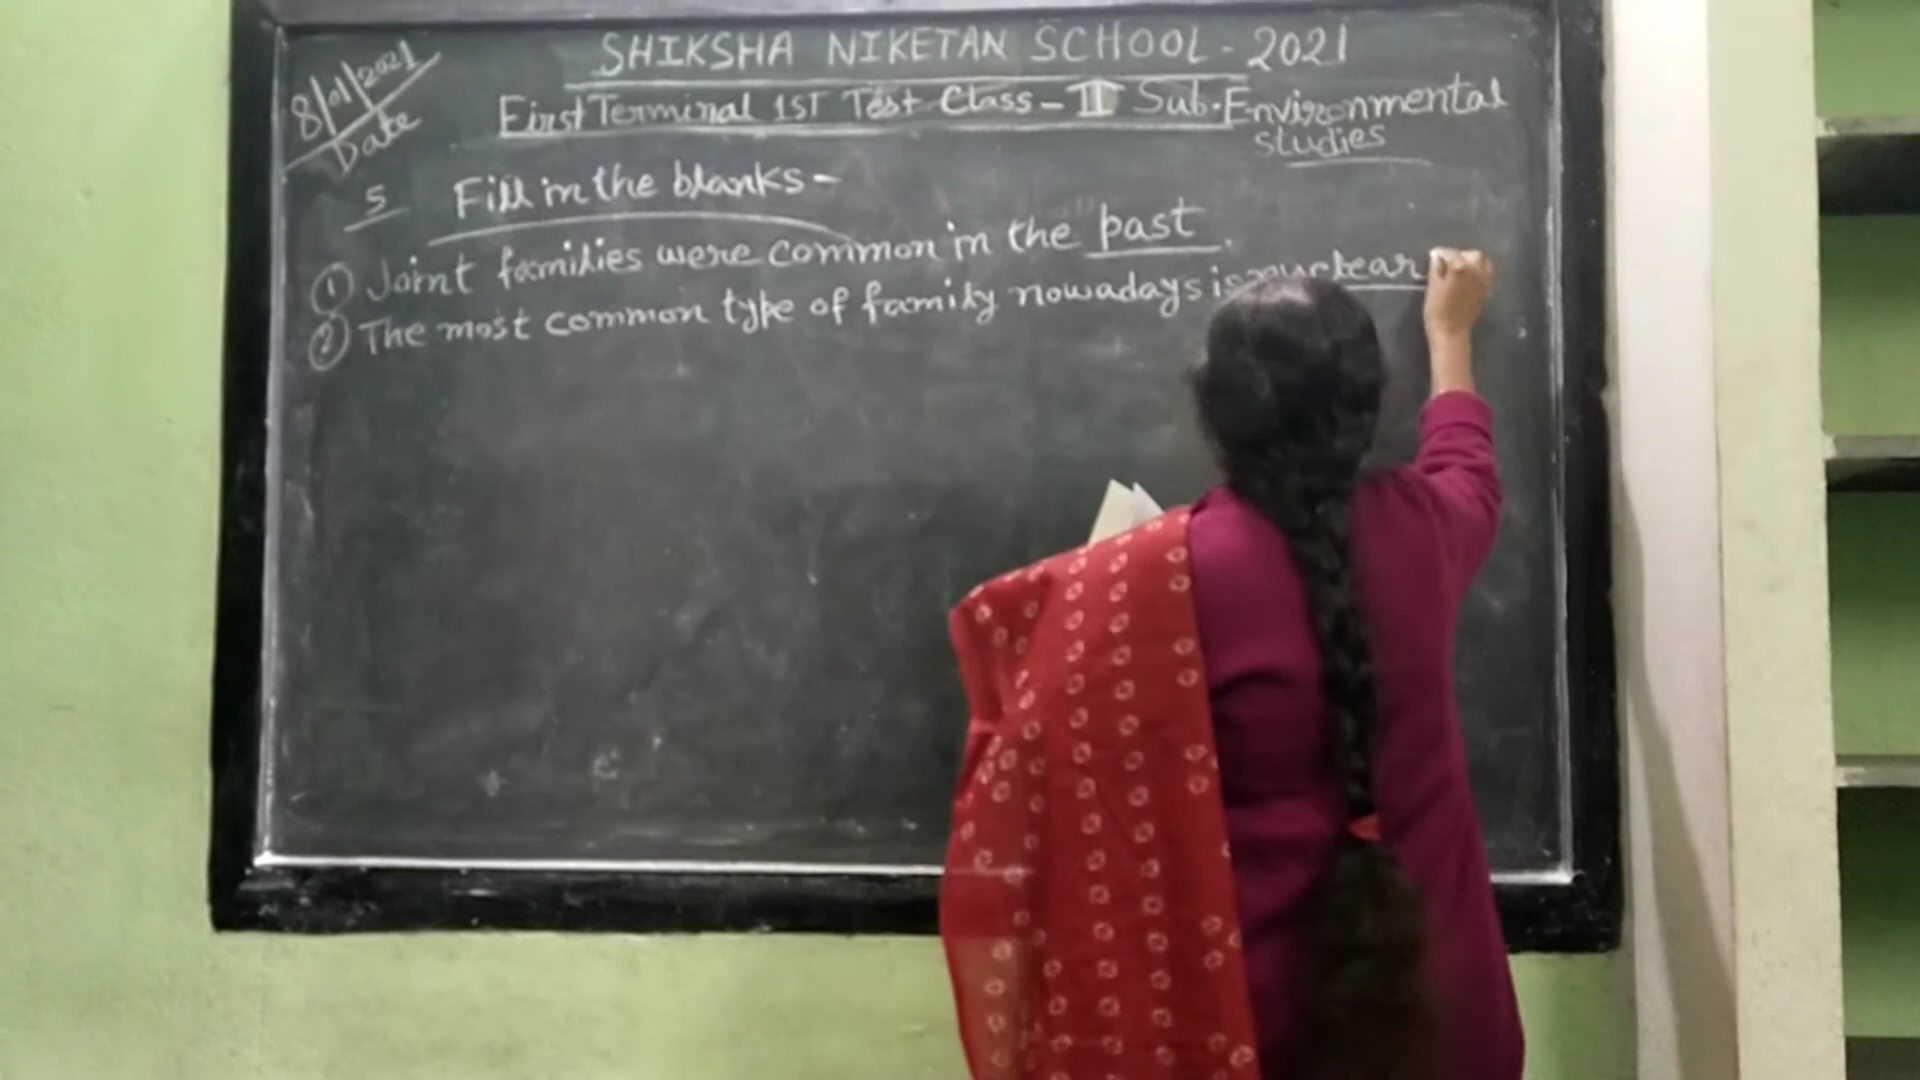 8/01/2021
Date
SHIKSHA NIKETAN SCHOOL - 2021
First Terminal 1ST Test Class - II Sub. Environmental
studies
5 Fill in the blanks -
① Joint families were common in the past.
② The most common type of family nowadays is nuclear